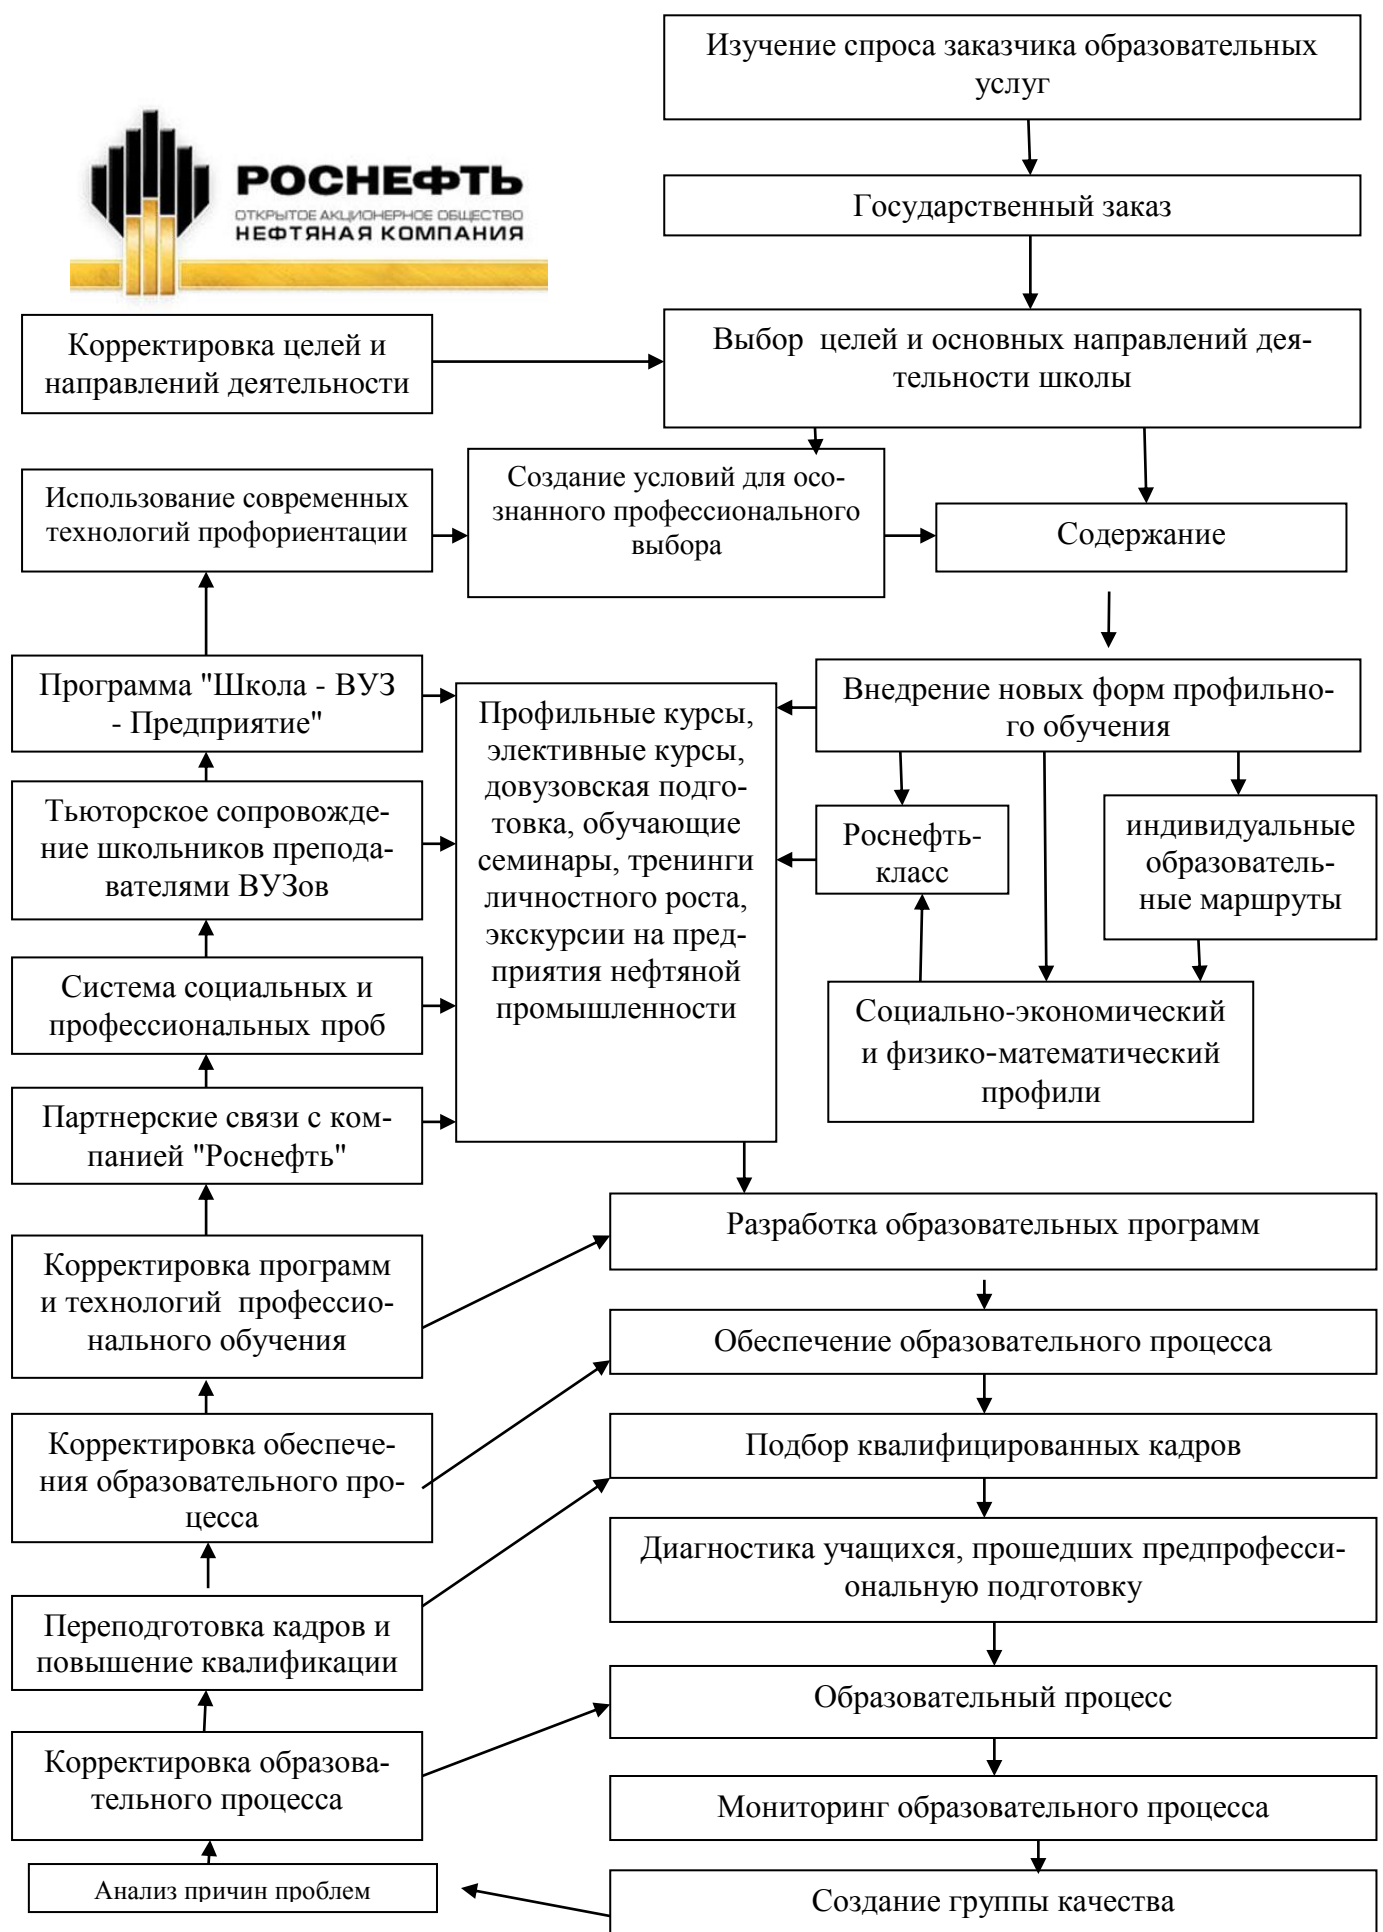 Изучение спроса заказчика образовательных
услуг
РОСНЕФТЬ
ОТКРЫТОЕ АКЦИОНЕРНОЕ ОБЩЕСТВО
НЕФТЯНАЯ КОМПАНИЯ
Государственный заказ
Корректировка целей и
направлений деятельности
Выбор  целей и основных направлений дея-
тельности школы
Использование современных
технологий профориентации
Создание условий для осо-
знанного профессионального
выбора
Содержание
Программа "Школа - ВУЗ
- Предприятие"
Профильные курсы,
элективные курсы,
довузовская подго-
товка, обучающие
семинары, тренинги
личностного роста,
экскурсии на пред-
приятия нефтяной
промышленности
Внедрение новых форм профильно-
го обучения
Тьюторское сопровожде-
ние школьников препода-
вателями ВУЗов
Роснефть-
класс
индивидуальные
образователь-
ные маршруты
Система социальных и
профессиональных проб
Социально-экономический
и физико-математический
профили
Партнерские связи с ком-
панией "Роснефть"
Разработка образовательных программ
Корректировка программ
и технологий  профессио-
нального обучения
Обеспечение образовательного процесса
Корректировка обеспече-
ния образовательного про-
цесса
Подбор квалифицированных кадров
Диагностика учащихся, прошедших предпрофесси-
ональную подготовку
Переподготовка кадров и
повышение квалификации
Образовательный процесс
Корректировка образова-
тельного процесса
Мониторинг образовательного процесса
Анализ причин проблем
Создание группы качества